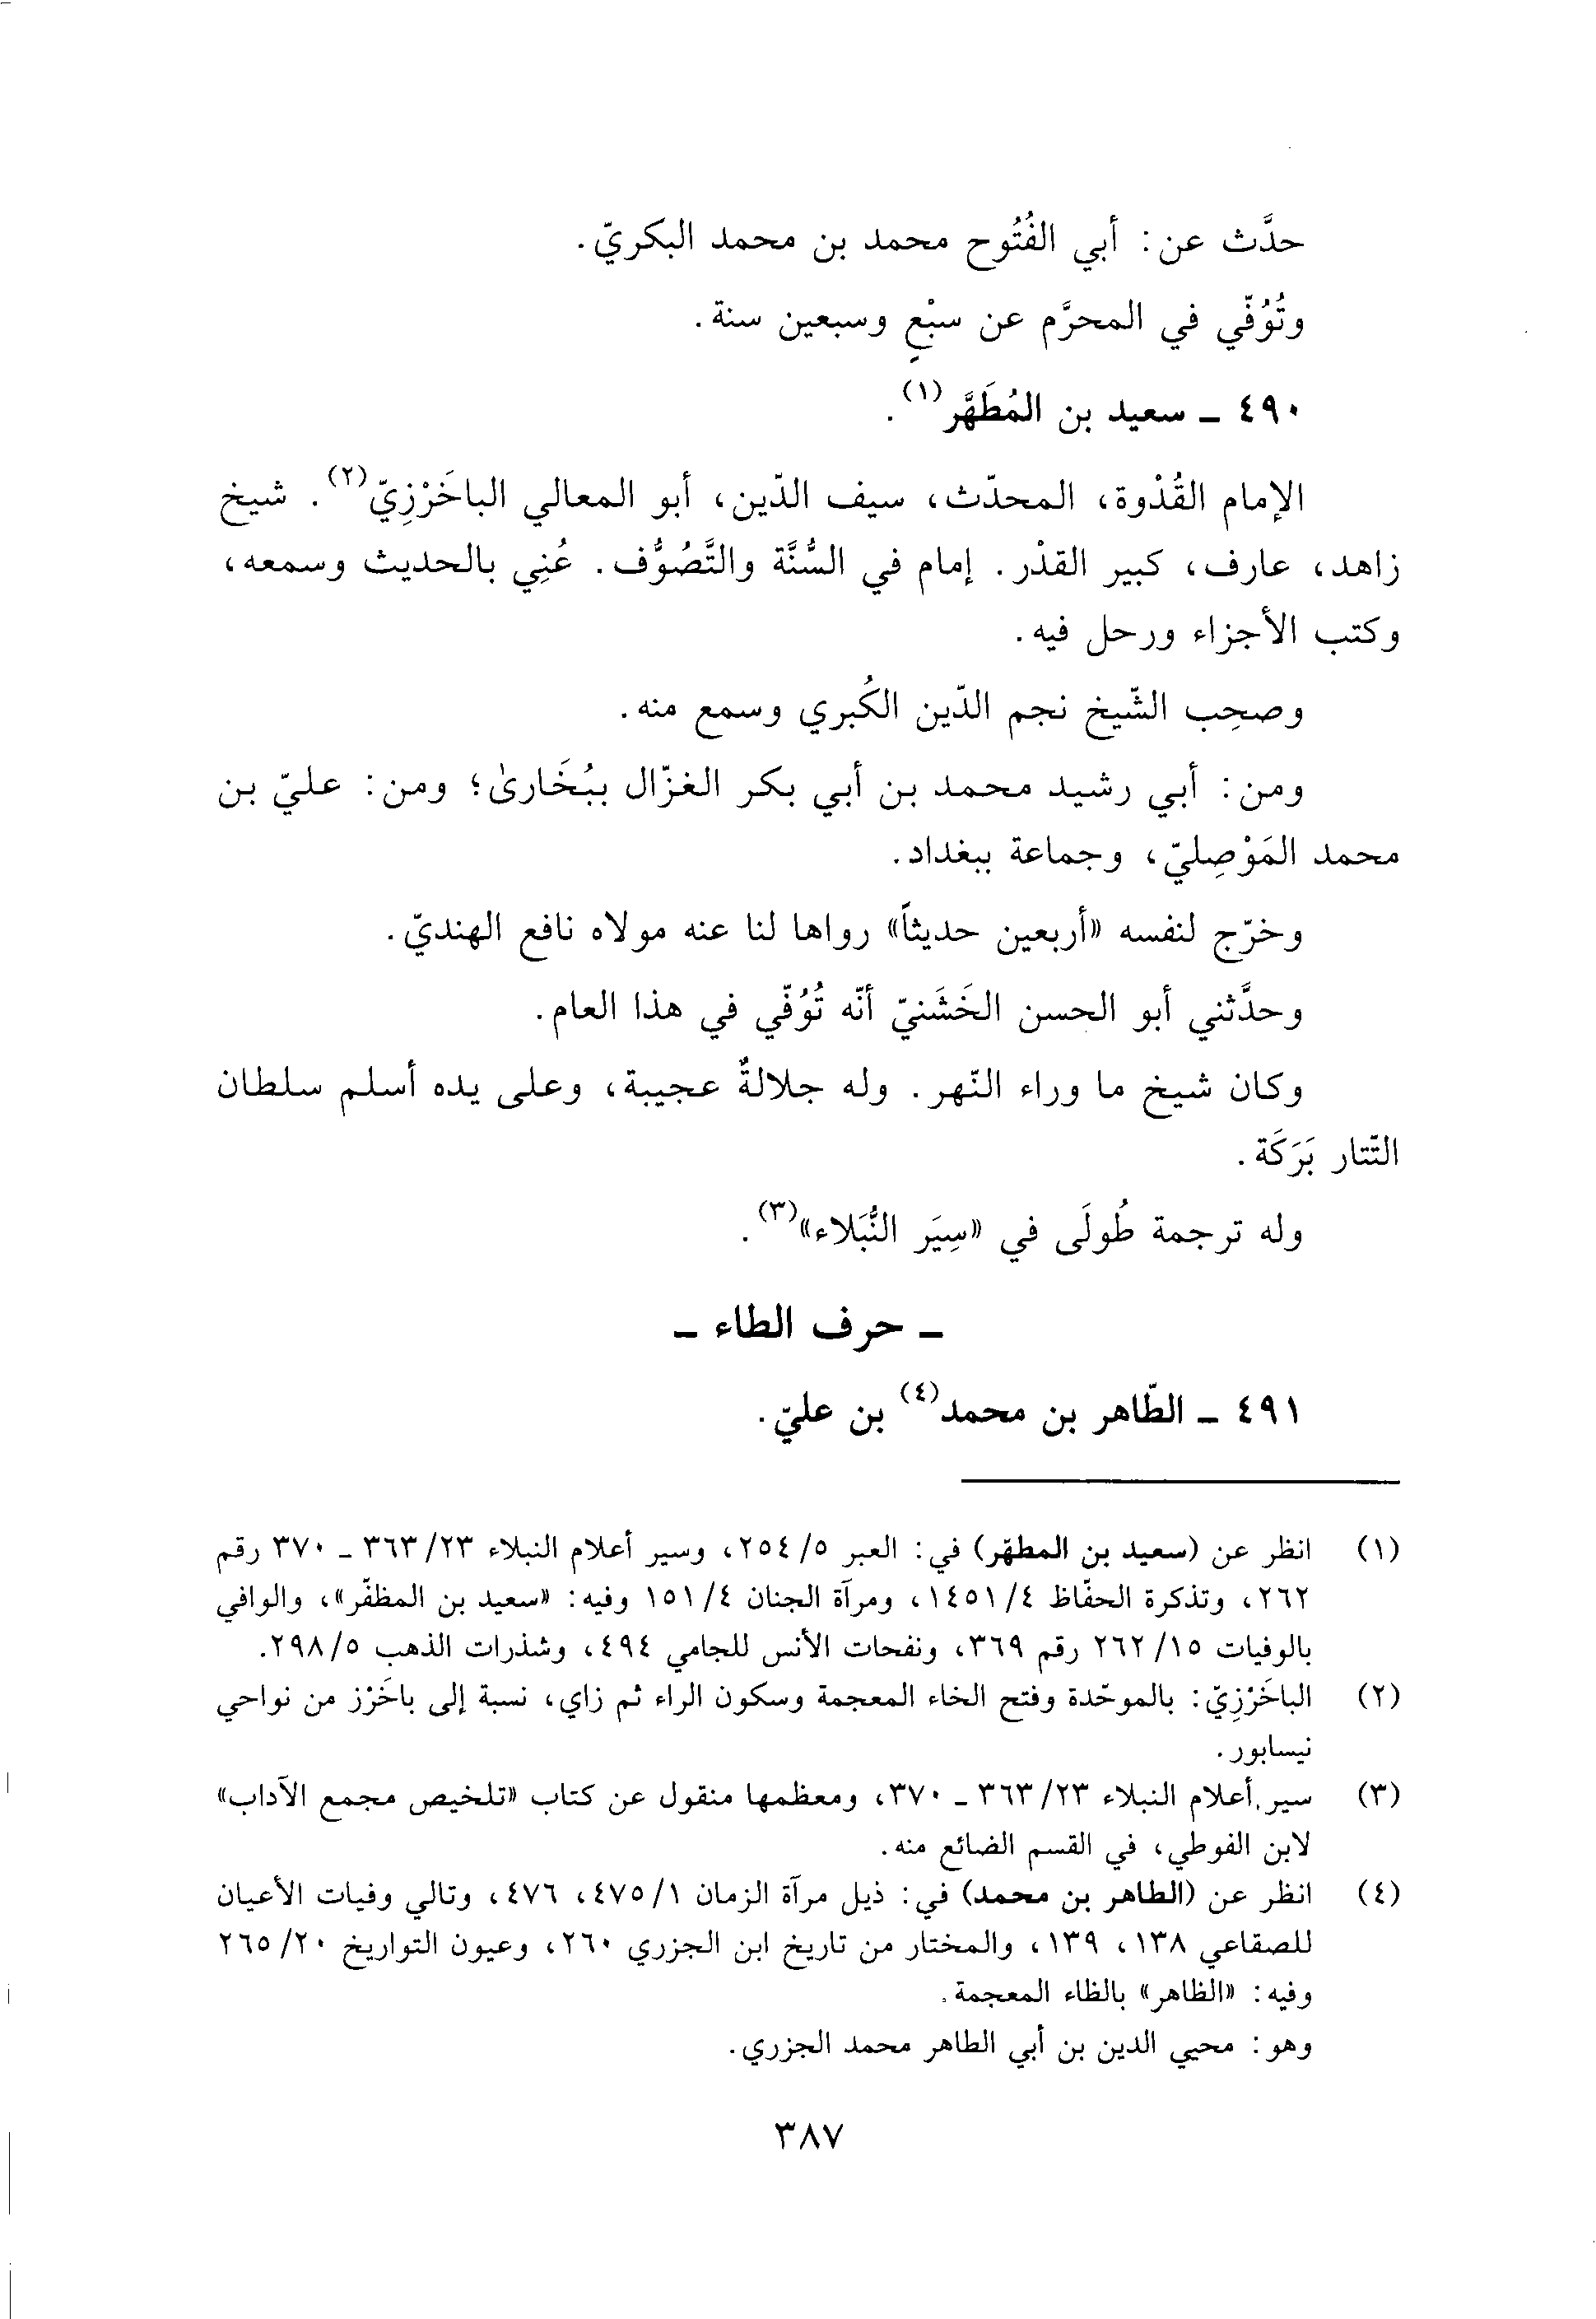 حدَّث عن: أبي الفُتُوح محمد بن محمد البكريّ.
وتُوُفّي في المحرَّم عن سبْعٍ وسبعين سنة.
٤٩٠ ـ سعيد بن المُطَهَّر(١).
الإمام القُدْوة، المحدّث، سيف الدّين، أبو المعالي الباخَرْزِيّ(٢). شيخ
زاهد، عارف، كبير القدْر. إمام في السُّنَّة والتَّصُوُّف. عُنِي بالحديث وسمعه،
وكتب الأجزاء ورحل فيه.
وصحِب الشّيخ نجم الدّين الكُبري وسمع منه.
ومن: أبي رشيد محمد بن أبي بكر الغزّال ببُخَارىٰ؛ ومن: عليّ بن
محمد المَوْصِليّ، وجماعة ببغداد.
وخرّج لنفسه «أربعين حديثاً» رواها لنا عنه مولاه نافع الهنديّ.
وحدَّثني أبو الحسن الخَشَنيّ أنّه تُوُفّي في هذا العام.
وكان شيخ ما وراء النّهر. وله جلالةٌ عجيبة، وعلى يده أسلم سلطان
التّتار بَرَكَة.
وله ترجمة طُولَى في «سِيَر النُّبَلاء»(٣).
ـ حرف الطاء ـ
٤٩١ ـ الطّاهر بن محمد(٤) بن عليّ.
(١) انظر عن (سعيد بن المطهّر) في: العبر ٥/ ٢٥٤، وسير أعلام النبلاء ٢٣/ ٣٦٣ ـ ٣٧٠ رقم
٢٦٢، وتذكرة الحفّاظ ٤/ ١٤٥١، ومرآة الجنان ٤/ ١٥١ وفيه: «سعيد بن المظفّر»، والوافي
بالوفيات ١٥/ ٢٦٢ رقم ٣٦٩، ونفحات الأنس للجامي ٤٩٤، وشذرات الذهب ٥/ ٢٩٨.
(٢) الباخَرْزِيّ: بالموحّدة وفتح الخاء المعجمة وسكون الراء ثم زاي، نسبة إلى باخَرْز من نواحي
نيسابور.
(٣) سير أعلام النبلاء ٢٣/ ٣٦٣ ـ ٣٧٠، ومعظمها منقول عن كتاب «تلخيص مجمع الآداب»
لابن الفوطي، في القسم الضائع منه.
(٤) انظر عن (الطاهر بن محمد) في: ذيل مرآة الزمان ١/ ٤٧٥، ٤٧٦، وتالي وفيات الأعيان
للصقاعي ١٣٨، ١٣٩، والمختار من تاريخ ابن الجزري ٢٦٠، وعيون التواريخ ٢٠/ ٢٦٥
وفيه: «الظاهر» بالظاء المعجمة.
وهو: محيي الدين بن أبي الطاهر محمد الجزري.
٣٨٧